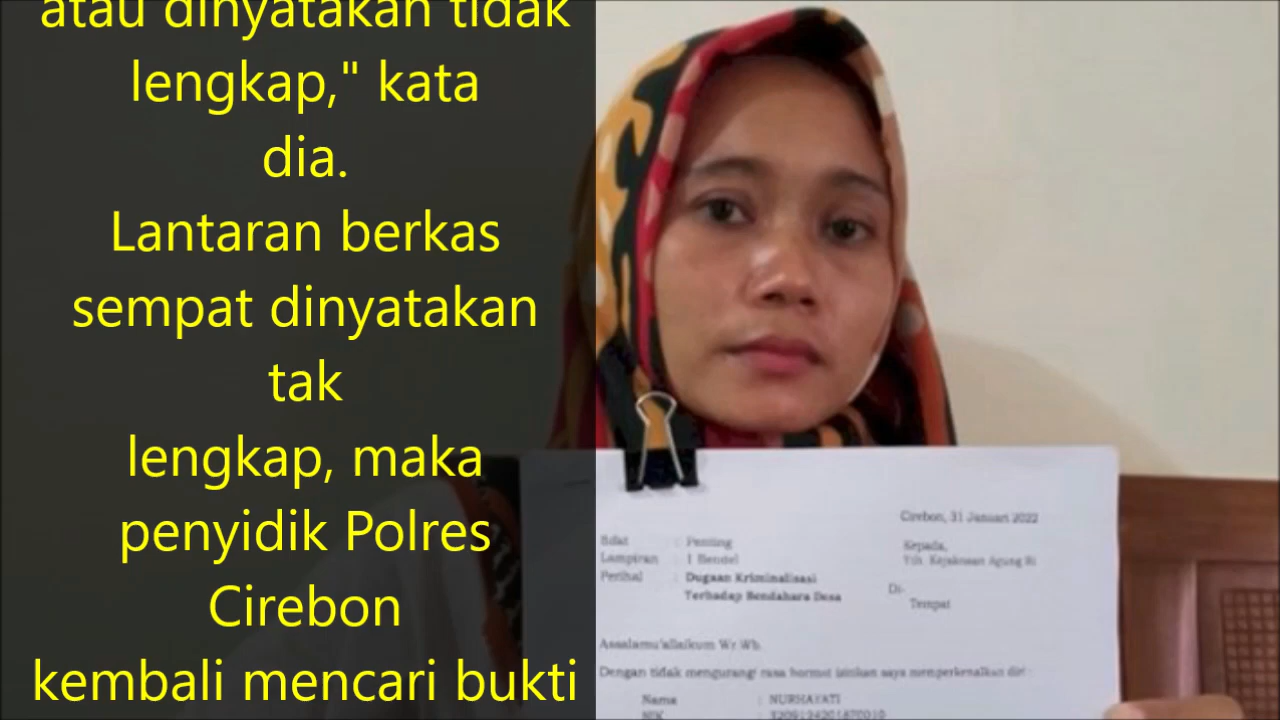 atau dinyatakan tidak
lengkap," kata
dia.
Lantaran berkas
sempat dinyatakan
tak
lengkap, maka
penyidik Polres
Cirebon
kembali mencari bukti
Cirebon, 31 Januari 2022
Sifat : Penting
Lampiran : 1 Bendel
Perihal : Dugaan Kriminalisasi
Terhadap Bendahara Desa
Kepada,
Yth. Kejaksaan Agung RI
Di-
Tempat
Assalamu'allaikum Wr.Wb.
Dengan tidak mengurangi rasa hormat izinkan saya memperkenalkan diri :
Nama : NURHAYATI
NIK :